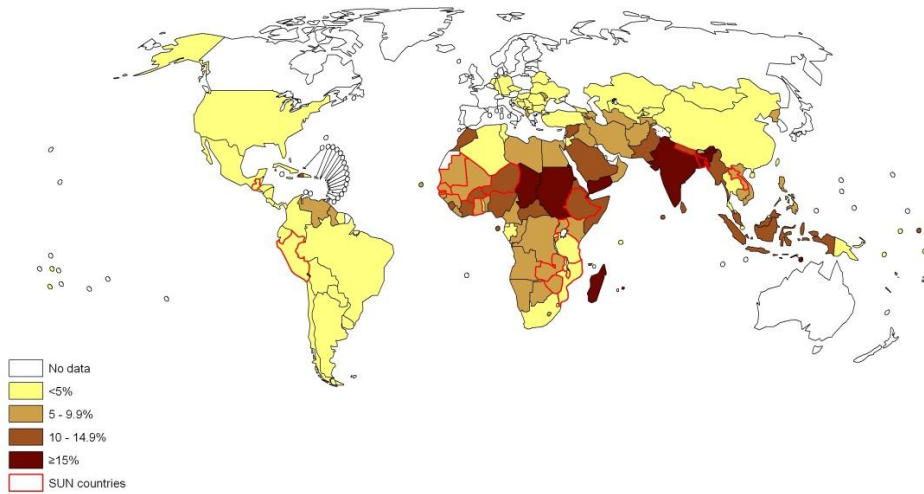 No data
<5%
5 - 9.9%
10 - 14.9%
≥15%
SUN countries